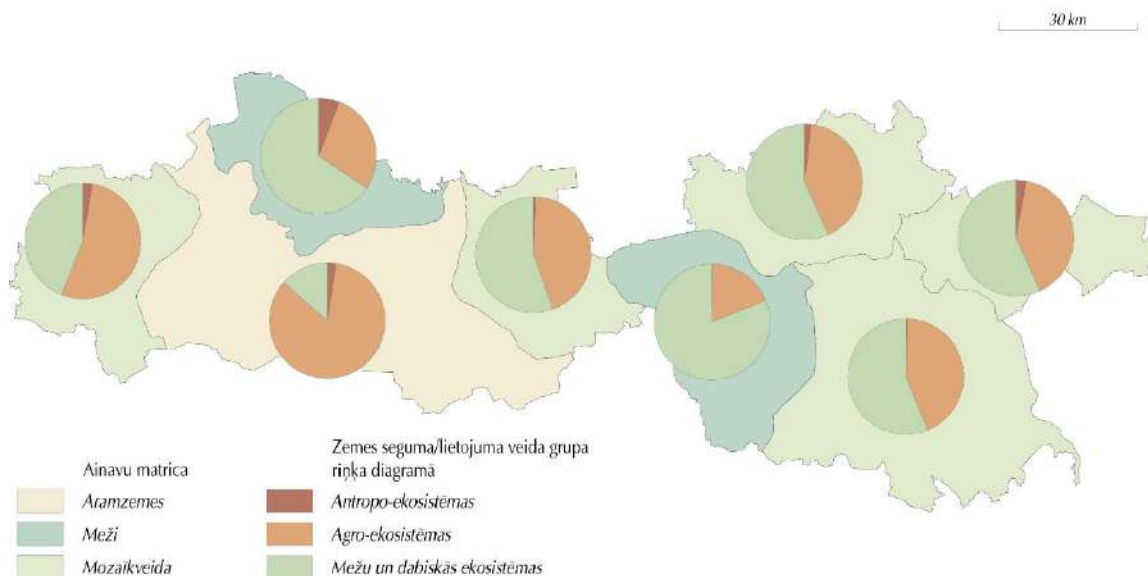 30 km
Ainavu matrica
Aramzemes
Meži
Mozaīkveida
Zemes seguma/lietojuma veida grupa
riņķa diagramā
Antropo-ekosistēmas
Agro-ekosistēmas
Mežu un dabiskās ekosistēmas